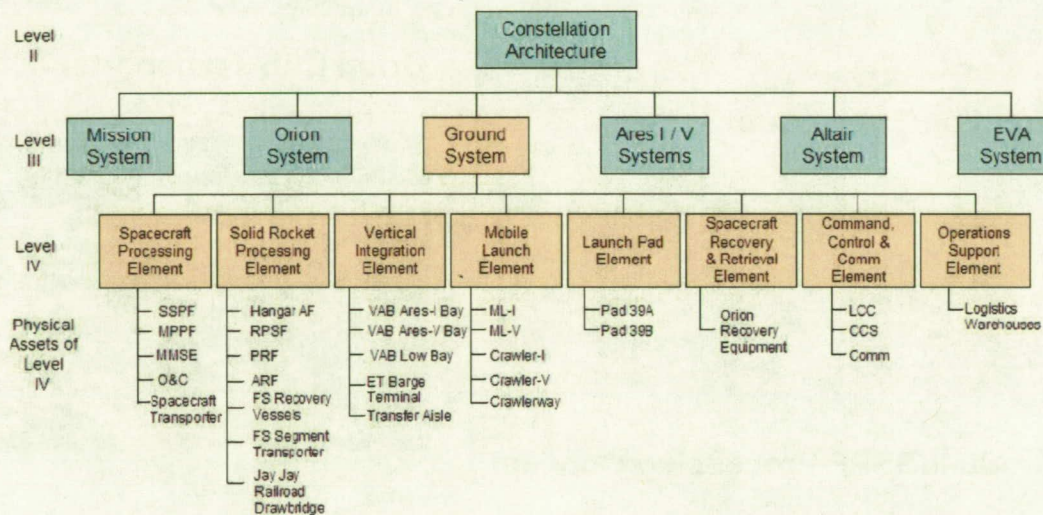 Level
II
Constellation
Architecture
Level
III
Mission
System
Orion
System
Ground
System
Ares I / V
Systems
Altair
System
EVA
System
Level
IV
Spacecraft
Processing
Element
Solid Rocket
Processing
Element
Vertical
Integration
Element
Mobile
Launch
Element
Launch Pad
Element
Spacecraft
Recovery
& Retrieval
Element
Command,
Control &
Comm
Element
Operations
Support
Element
Physical
Assets of
Level
IV
SSPF
MPPF
MMSE
O&C
Spacecraft
Transporter
Hangar AF
RPSF
PRF
ARF
FS Recovery
Vessels
FS Segment
Transporter
Jay Jay
Railroad
Drawbridge
VAB Ares-I Bay
VAB Ares-V Bay
VAB Low Bay
ET Barge
Terminal
Transfer Aisle
ML-I
ML-V
Crawler-I
Crawler-V
Crawlerway
Pad 39A
Pad 39B
Orion
Recovery
Equipment
LCC
CCS
Comm
Logistics
Warehouses